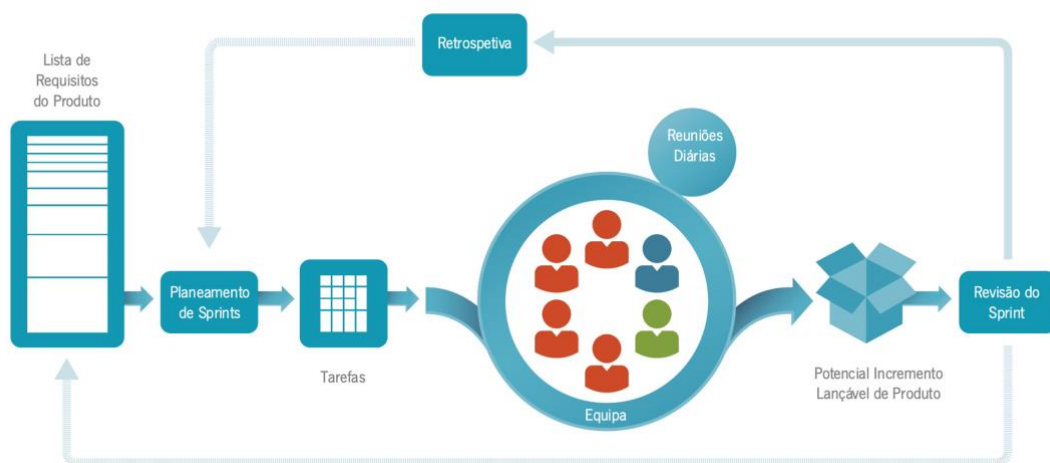 Retrospetiva
Lista de
Requisitos
do Produto
Reuniões
Diárias
Planeamento
de Sprints
Tarefas
Equipa
Potencial Incremento
Lançável de Produto
Revisão do
Sprint